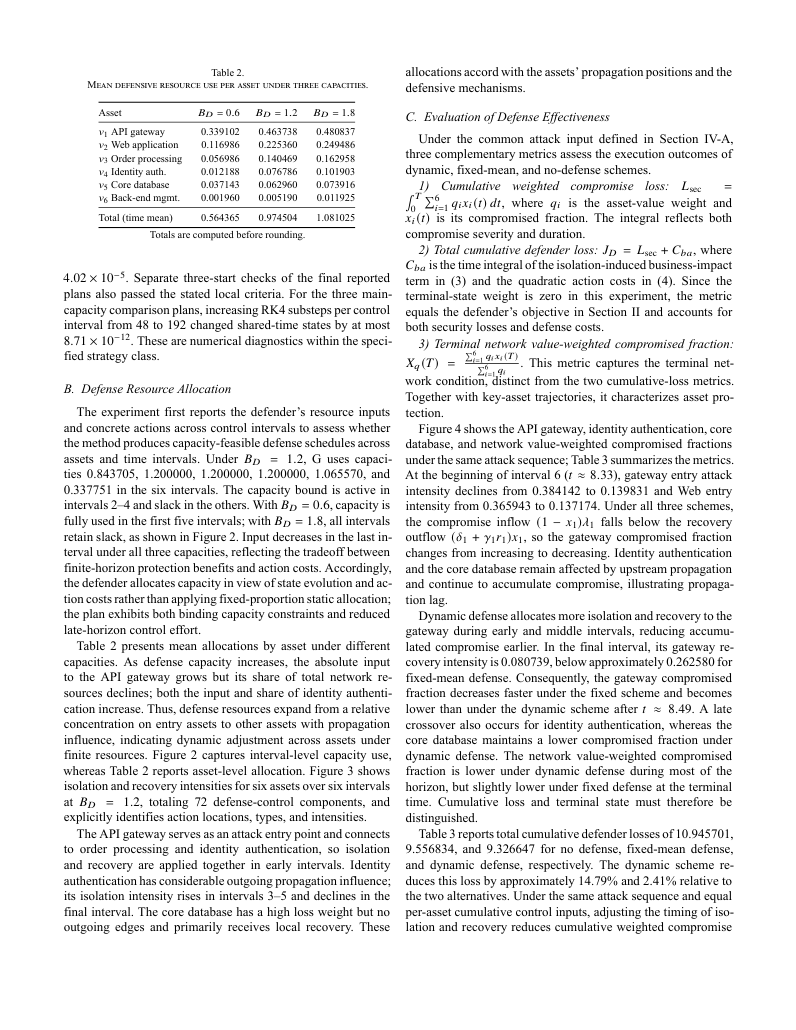 Table 2.
Mean defensive resource use per asset under three capacities.
Asset B_D = 0.6 B_D = 1.2 B_D = 1.8
v1 API gateway 0.339102 0.463738 0.480837
v2 Web application 0.116986 0.225360 0.249486
v3 Order processing 0.056986 0.140469 0.162958
v4 Identity auth. 0.012188 0.076786 0.101903
v5 Core database 0.037143 0.062960 0.073916
v6 Back-end mgmt. 0.001960 0.005190 0.011925
Total (time mean) 0.564365 0.974504 1.081025
Totals are computed before rounding.
4.02 × 10⁻⁵. Separate three-start checks of the final reported
plans also passed the stated local criteria. For the three main-
capacity comparison plans, increasing RK4 substeps per control
interval from 48 to 192 changed shared-time states by at most
8.71 × 10⁻¹². These are numerical diagnostics within the speci-
fied strategy class.
B. Defense Resource Allocation
The experiment first reports the defender's resource inputs
and concrete actions across control intervals to assess whether
the method produces capacity-feasible defense schedules across
assets and time intervals. Under B_D = 1.2, G uses capaci-
ties 0.843705, 1.200000, 1.200000, 1.200000, 1.065570, and
0.337751 in the six intervals. The capacity bound is active in
intervals 2–4 and slack in the others. With B_D = 0.6, capacity is
fully used in the first five intervals; with B_D = 1.8, all intervals
retain slack, as shown in Figure 2. Input decreases in the last in-
terval under all three capacities, reflecting the tradeoff between
finite-horizon protection benefits and action costs. Accordingly,
the defender allocates capacity in view of state evolution and ac-
tion costs rather than applying fixed-proportion static allocation;
the plan exhibits both binding capacity constraints and reduced
late-horizon control effort.
Table 2 presents mean allocations by asset under different
capacities. As defense capacity increases, the absolute input
to the API gateway grows but its share of total network re-
sources declines; both the input and share of identity authenti-
cation increase. Thus, defense resources expand from a relative
concentration on entry assets to other assets with propagation
influence, indicating dynamic adjustment across assets under
finite resources. Figure 2 captures interval-level capacity use,
whereas Table 2 reports asset-level allocation. Figure 3 shows
isolation and recovery intensities for six assets over six intervals
at B_D = 1.2, totaling 72 defense-control components, and
explicitly identifies action locations, types, and intensities.
The API gateway serves as an attack entry point and connects
to order processing and identity authentication, so isolation
and recovery are applied together in early intervals. Identity
authentication has considerable outgoing propagation influence;
its isolation intensity rises in intervals 3–5 and declines in the
final interval. The core database has a high loss weight but no
outgoing edges and primarily receives local recovery. These
allocations accord with the assets' propagation positions and the
defensive mechanisms.
C. Evaluation of Defense Effectiveness
Under the common attack input defined in Section IV-A,
three complementary metrics assess the execution outcomes of
dynamic, fixed-mean, and no-defense schemes.
1) Cumulative weighted compromise loss: L_sec =
∫₀ᵀ ∑⁶ᵢ₌₁ qᵢxᵢ(t) dt, where qᵢ is the asset-value weight and
xᵢ(t) is its compromised fraction. The integral reflects both
compromise severity and duration.
2) Total cumulative defender loss: J_D = L_sec + C_ba, where
C_ba is the time integral of the isolation-induced business-impact
term in (3) and the quadratic action costs in (4). Since the
terminal-state weight is zero in this experiment, the metric
equals the defender's objective in Section II and accounts for
both security losses and defense costs.
3) Terminal network value-weighted compromised fraction:
X_q(T) = ∑⁶ᵢ₌₁ qᵢxᵢ(T) / ∑⁶ᵢ₌₁ qᵢ. This metric captures the terminal net-
work condition, distinct from the two cumulative-loss metrics.
Together with key-asset trajectories, it characterizes asset pro-
tection.
Figure 4 shows the API gateway, identity authentication, core
database, and network value-weighted compromised fractions
under the same attack sequence; Table 3 summarizes the metrics.
At the beginning of interval 6 (t ≈ 8.33), gateway entry attack
intensity declines from 0.384142 to 0.139831 and Web entry
intensity from 0.365943 to 0.137174. Under all three schemes,
the compromise inflow (1 − x₁)λ₁ falls below the recovery
outflow (δ₁ + γ₁r₁)x₁, so the gateway compromised fraction
changes from increasing to decreasing. Identity authentication
and the core database remain affected by upstream propagation
and continue to accumulate compromise, illustrating propaga-
tion lag.
Dynamic defense allocates more isolation and recovery to the
gateway during early and middle intervals, reducing accumu-
lated compromise earlier. In the final interval, its gateway re-
covery intensity is 0.080739, below approximately 0.262580 for
fixed-mean defense. Consequently, the gateway compromised
fraction decreases faster under the fixed scheme and becomes
lower than under the dynamic scheme after t ≈ 8.49. A late
crossover also occurs for identity authentication, whereas the
core database maintains a lower compromised fraction under
dynamic defense. The network value-weighted compromised
fraction is lower under dynamic defense during most of the
horizon, but slightly lower under fixed defense at the terminal
time. Cumulative loss and terminal state must therefore be
distinguished.
Table 3 reports total cumulative defender losses of 10.945701,
9.556834, and 9.326647 for no defense, fixed-mean defense,
and dynamic defense, respectively. The dynamic scheme re-
duces this loss by approximately 14.79% and 2.41% relative to
the two alternatives. Under the same attack sequence and equal
per-asset cumulative control inputs, adjusting the timing of iso-
lation and recovery reduces cumulative weighted compromise